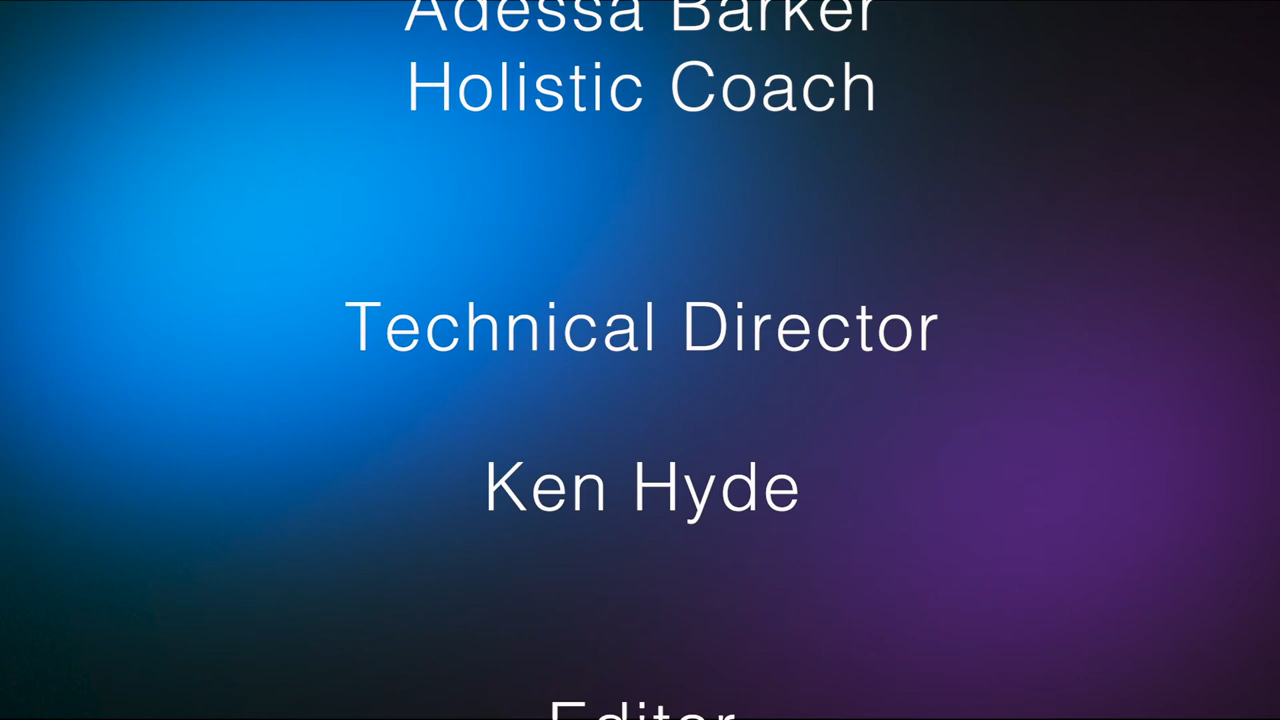 Adessa Barker
Holistic Coach
Technical Director
Ken Hyde
Editor